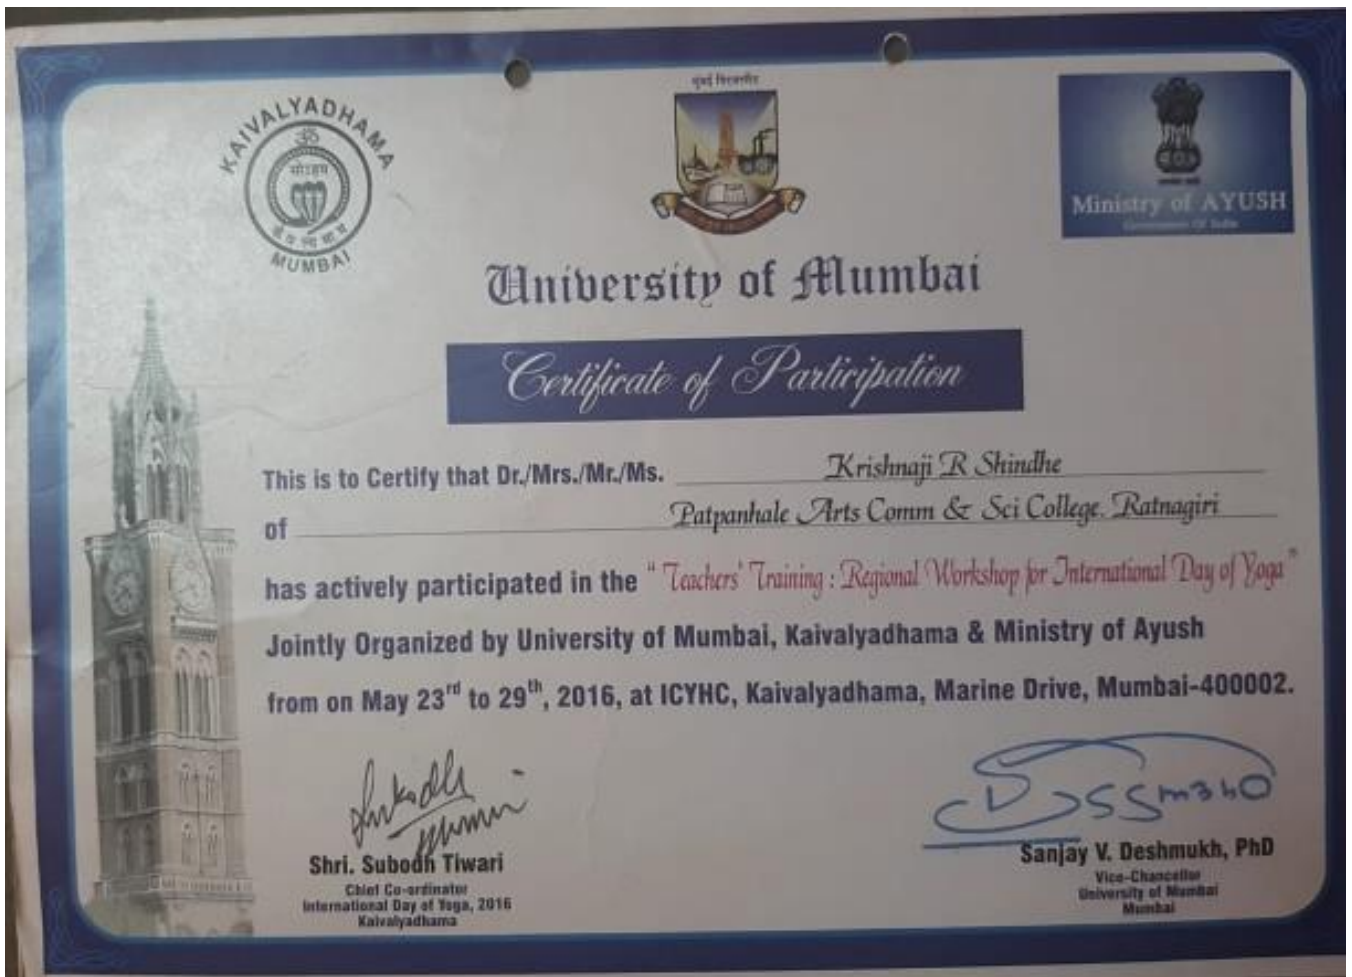 KAIVALYADHAMA
ॐ
सोऽहम
MUMBAI
Ministry of AYUSH
Government Of India
University of Mumbai
Certificate of Participation
This is to Certify that Dr./Mrs./Mr./Ms. Krishnaji R Shindhe
of Patpanhale Arts Comm & Sci College. Ratnagiri
has actively participated in the "Teachers' Training : Regional Workshop for International Day of Yoga"
Jointly Organized by University of Mumbai, Kaivalyadhama & Ministry of Ayush
from on May 23rd to 29th, 2016, at ICYHC, Kaivalyadhama, Marine Drive, Mumbai-400002.
Shri. Subodh Tiwari
Chief Co-ordinator
International Day of Yoga, 2016
Kaivalyadhama
Sanjay V. Deshmukh, PhD
Vice-Chancellor
University of Mumbai
Mumbai